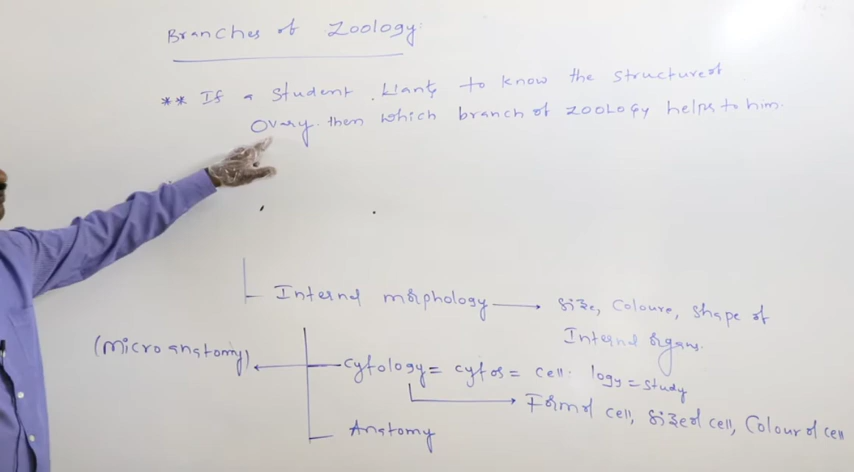 Branches of Zoology:
** If a student wants to know the structure of
Ovary. then which branch of ZOOLOGY helps to him.
Internal morphology → size, Coloure, shape of
Internal organs.
(Micro anatomy) ← cytology = cytos = cell: logy = study
→ Form of cell, size of cell, Colour of cell
Anatomy